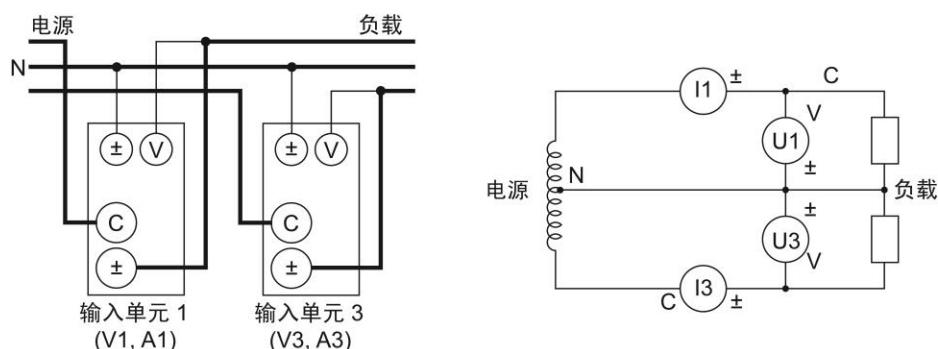 电源
负载
N
±
V
±
V
C
C
±
±
输入单元 1
(V1, A1)
输入单元 3
(V3, A3)
I1
±
C
V
U1
±
电源
N
负载
±
U3
V
C
I3
±